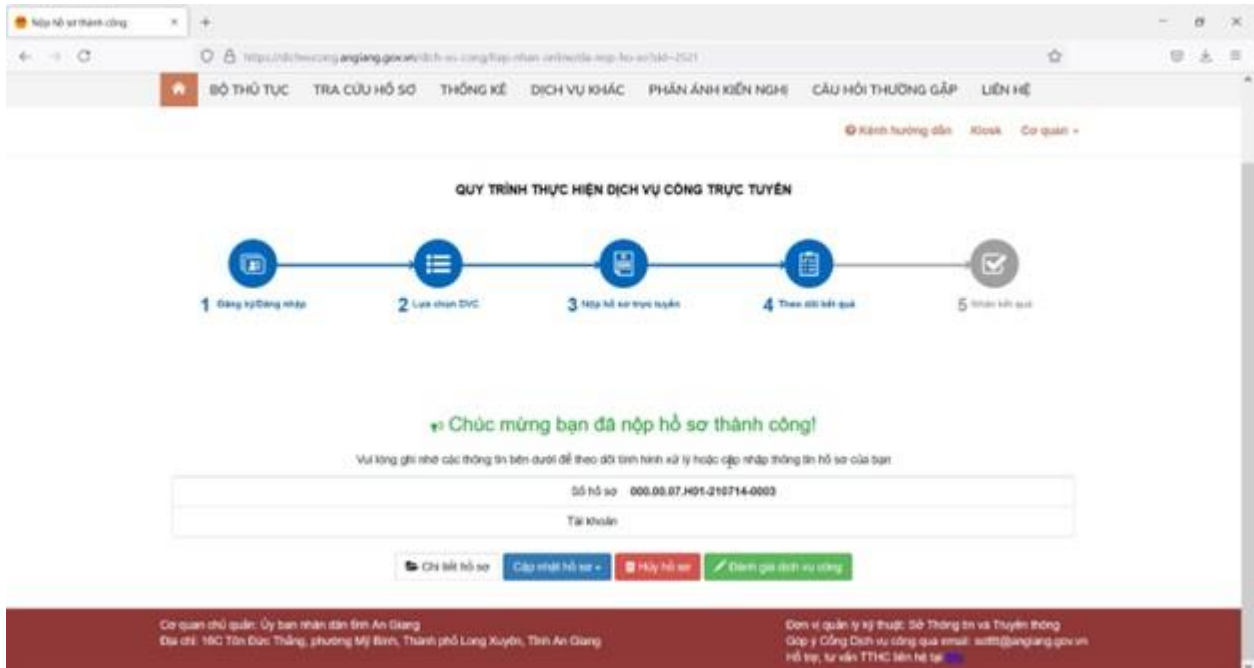 Nộp hồ sơ thành công
BỘ THỦ TỤC TRA CỨU HỒ SƠ THỐNG KÊ DỊCH VỤ KHÁC PHẢN ÁNH KIẾN NGHỊ CÂU HỎI THƯỜNG GẶP LIÊN HỆ
Kênh hướng dẫn Kiosk Cơ quan
QUY TRÌNH THỰC HIỆN DỊCH VỤ CÔNG TRỰC TUYẾN
1 Đăng ký/Đăng nhập 2 Lựa chọn DVC 3 Nộp hồ sơ trực tuyến 4 Theo dõi kết quả 5 Nhận kết quả
Chúc mừng bạn đã nộp hồ sơ thành công!
Vui lòng ghi nhớ các thông tin bên dưới để theo dõi tình hình xử lý hoặc cập nhập thông tin hồ sơ của bạn
Số hồ sơ 000.00.07.H01-210714-0003
Tài khoản
Chi tiết hồ sơ Cập nhật hồ sơ Hủy hồ sơ Đánh giá dịch vụ công
Cơ quan chủ quản: Ủy ban nhân dân tỉnh An Giang
Địa chỉ: 16C Tôn Đức Thắng, phường Mỹ Bình, Thành phố Long Xuyên, Tỉnh An Giang
Đơn vị quản lý kỹ thuật: Sở Thông tin và Truyền thông
Góp ý Cổng Dịch vụ công qua email: sotttt@angiang.gov.vn
Hỗ trợ, tư vấn TTHC liên hệ tại